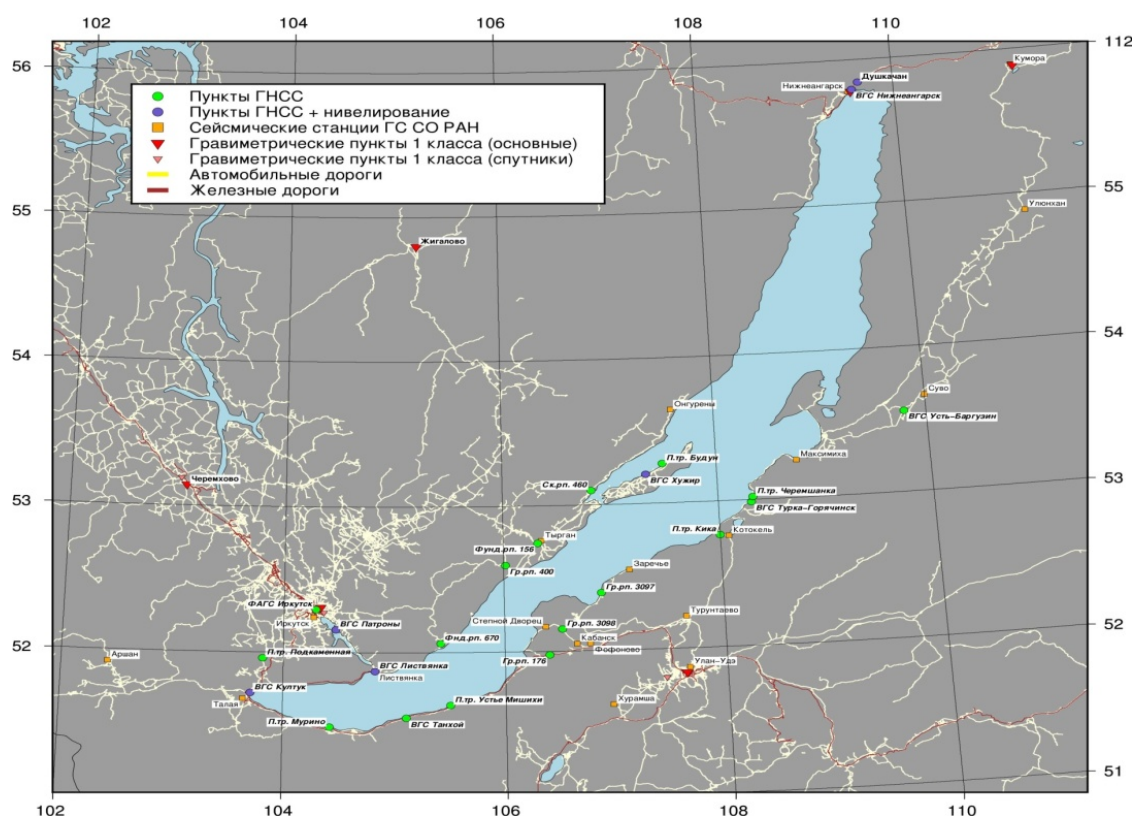 102 104 106 108 110
112
56
Кумора
Душкачан
Нижнеангарск
ВГС Нижнеангарск
Пункты ГНСС
Пункты ГНСС + нивелирование
Сейсмические станции ГС СО РАН
Гравиметрические пункты 1 класса (основные)
Гравиметрические пункты 1 класса (спутники)
Автомобильные дороги
Железные дороги
55
55
Улюнхан
Жигалово
54
54
Суво
Онгурены
ВГС Усть-Баргузин
П.тр. Будун
Максимиха
Черемхово
ВГС Хужир
53
53
Ск.рп. 460
П.тр. Черемшанка
ВГС Турка-Горячинск
П.тр. Кика
Котокель
Тырган
Фунд.рп. 156
Гр.рп. 400
Заречье
Гр.рп. 3097
ФАГС Иркутск
Иркутск
ВГС Патроны
Турунтаево
Степной Дворец
Гр.рп. 3098
52
52
Кабанск
Фофоново
Фнд.рп. 670
Аршан
П.тр. Подкаменная
Гр.рп. 176
Улан-Удэ
ВГС Листвянка
Листвянка
ВГС Култук
Талая
П.тр. Устье Мишихи
Хурамша
П.тр. Мурино
ВГС Танхой
51
102 104 106 108 110